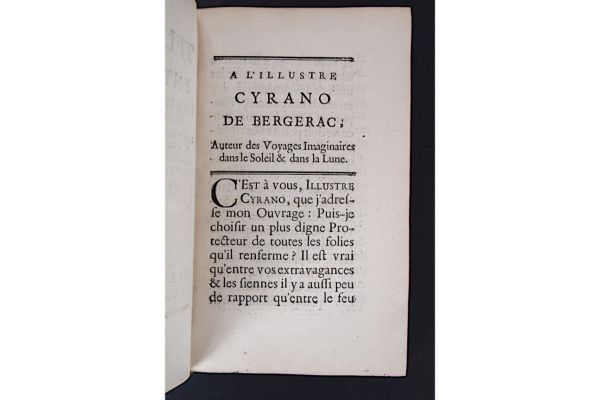 A L'ILLUSTRE
CYRANO
DE BERGERAC;
Auteur des Voyages Imaginaires
dans le Soleil & dans la Lune.
C'EST à vous, ILLUSTRE
CYRANO, que j'adres-
ſe mon Ouvrage : Puis-je
choiſir un plus digne Pro-
tecteur de toutes les folies
qu'il renferme ? Il eſt vrai
qu'entre vos extravagances
& les ſiennes il y a auſſi peu
de rapport qu'entre le feu